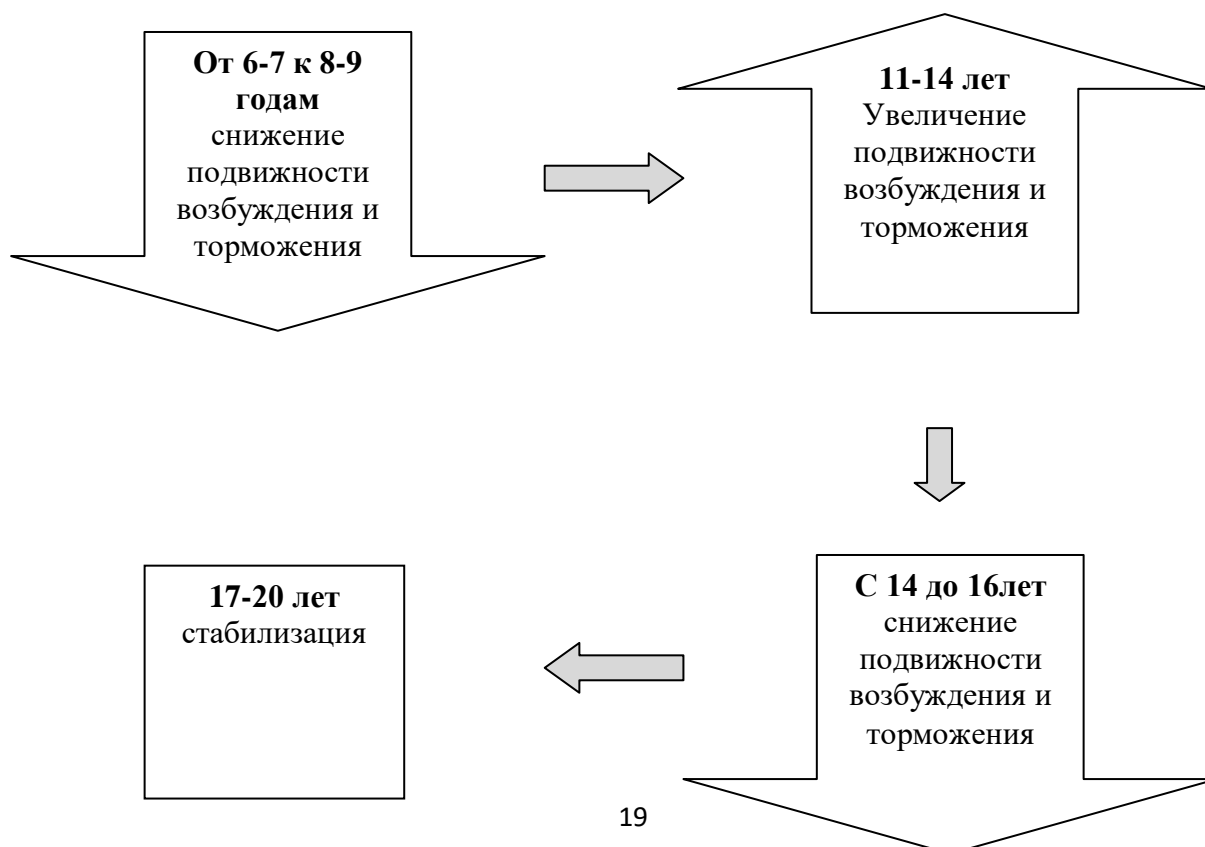 От 6-7 к 8-9
годам
снижение
подвижности
возбуждения и
торможения
11-14 лет
Увеличение
подвижности
возбуждения и
торможения
С 14 до 16лет
снижение
подвижности
возбуждения и
торможения
17-20 лет
стабилизация
19